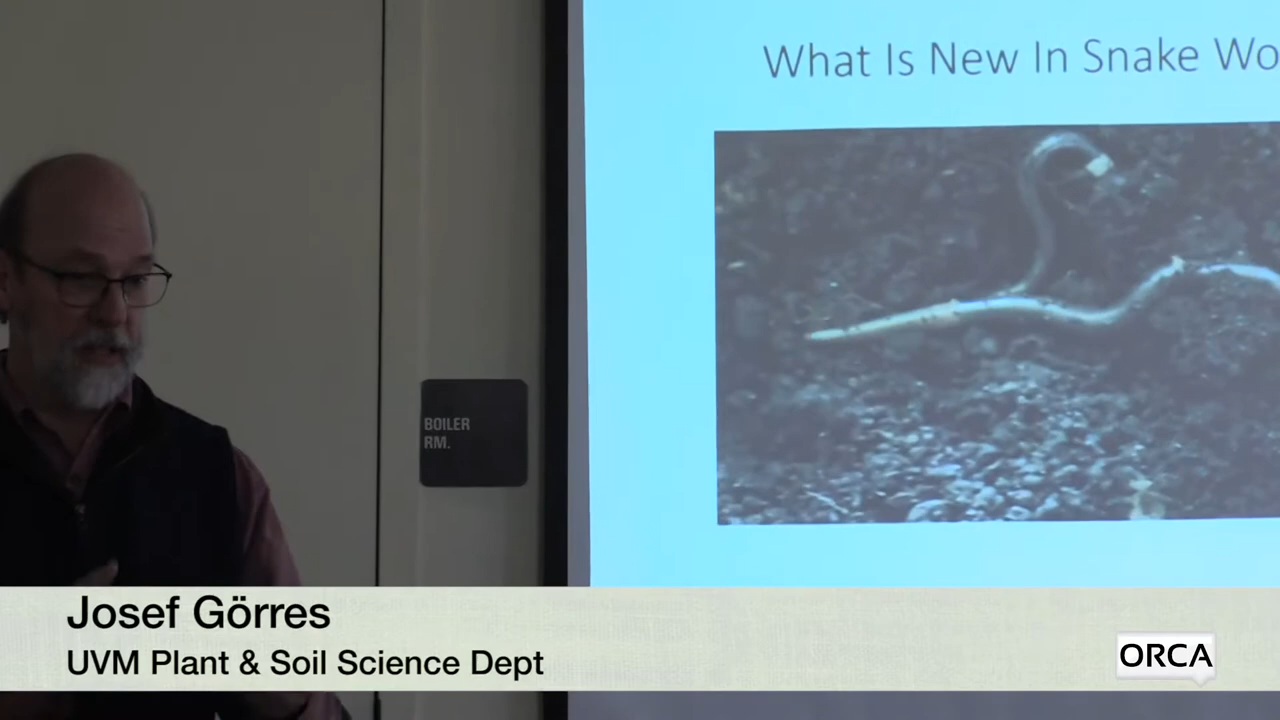 What Is New In Snake Wo
BOILER
RM.
Josef Görres
UVM Plant & Soil Science Dept
ORCA